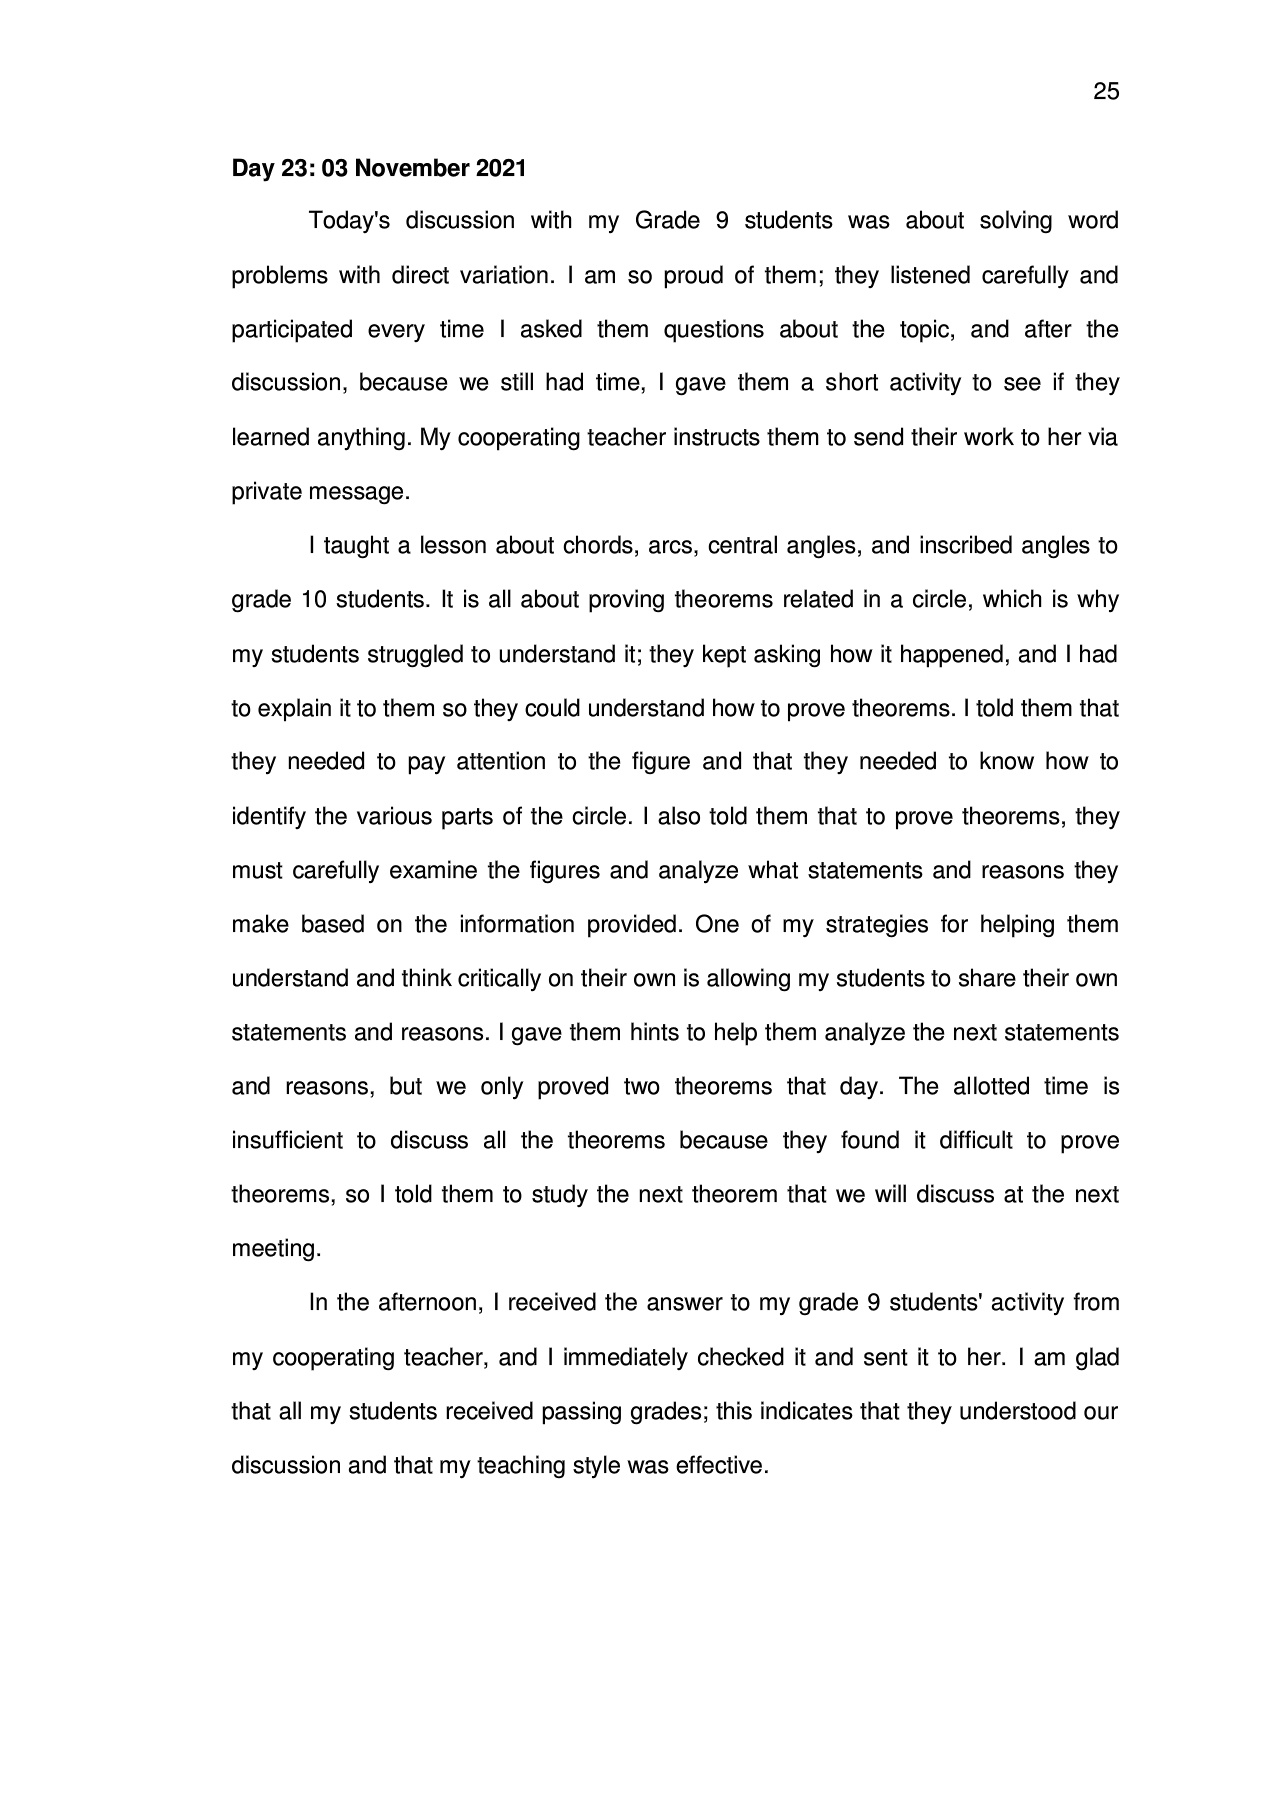 25
Day 23: 03 November 2021
Today's discussion with my Grade 9 students was about solving word
problems with direct variation. I am so proud of them; they listened carefully and
participated every time I asked them questions about the topic, and after the
discussion, because we still had time, I gave them a short activity to see if they
learned anything. My cooperating teacher instructs them to send their work to her via
private message.
I taught a lesson about chords, arcs, central angles, and inscribed angles to
grade 10 students. It is all about proving theorems related in a circle, which is why
my students struggled to understand it; they kept asking how it happened, and I had
to explain it to them so they could understand how to prove theorems. I told them that
they needed to pay attention to the figure and that they needed to know how to
identify the various parts of the circle. I also told them that to prove theorems, they
must carefully examine the figures and analyze what statements and reasons they
make based on the information provided. One of my strategies for helping them
understand and think critically on their own is allowing my students to share their own
statements and reasons. I gave them hints to help them analyze the next statements
and reasons, but we only proved two theorems that day. The allotted time is
insufficient to discuss all the theorems because they found it difficult to prove
theorems, so I told them to study the next theorem that we will discuss at the next
meeting.
In the afternoon, I received the answer to my grade 9 students' activity from
my cooperating teacher, and I immediately checked it and sent it to her. I am glad
that all my students received passing grades; this indicates that they understood our
discussion and that my teaching style was effective.